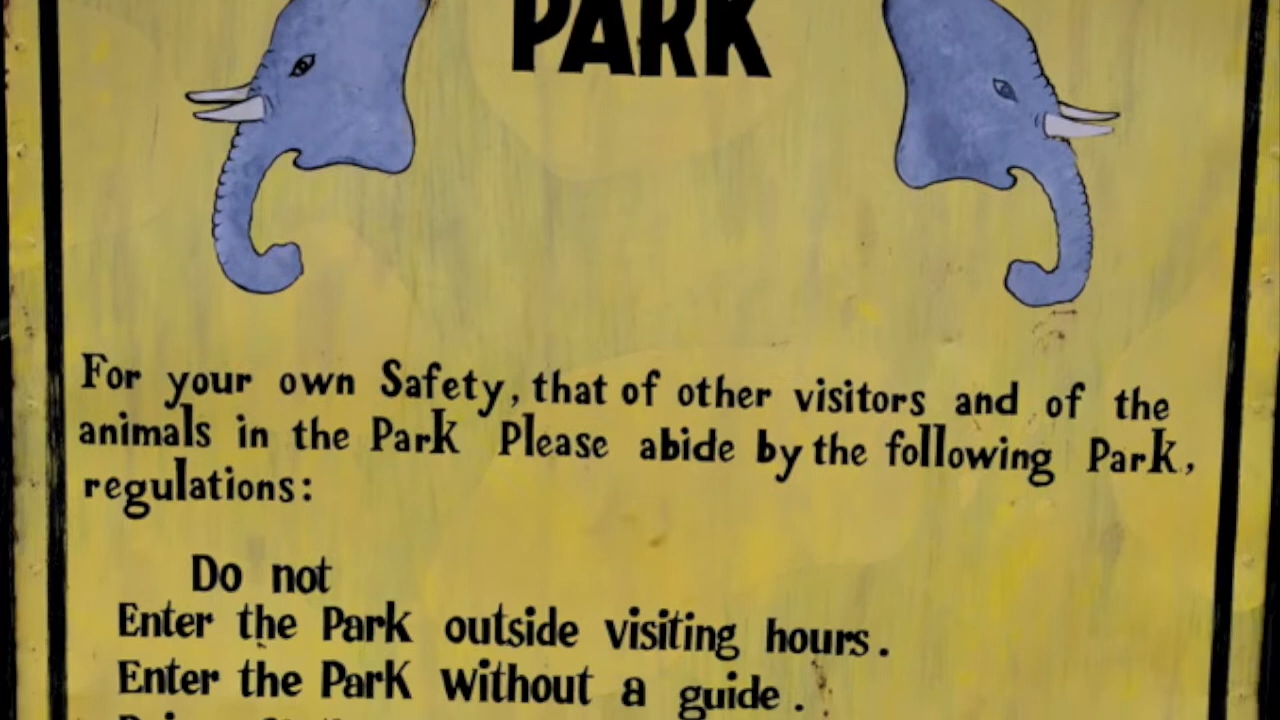 PARK
For your own Safety, that of other visitors and of the
animals in the Park Please abide by the following Park,
regulations:
Do not
Enter the Park outside visiting hours.
Enter the Park without a guide.